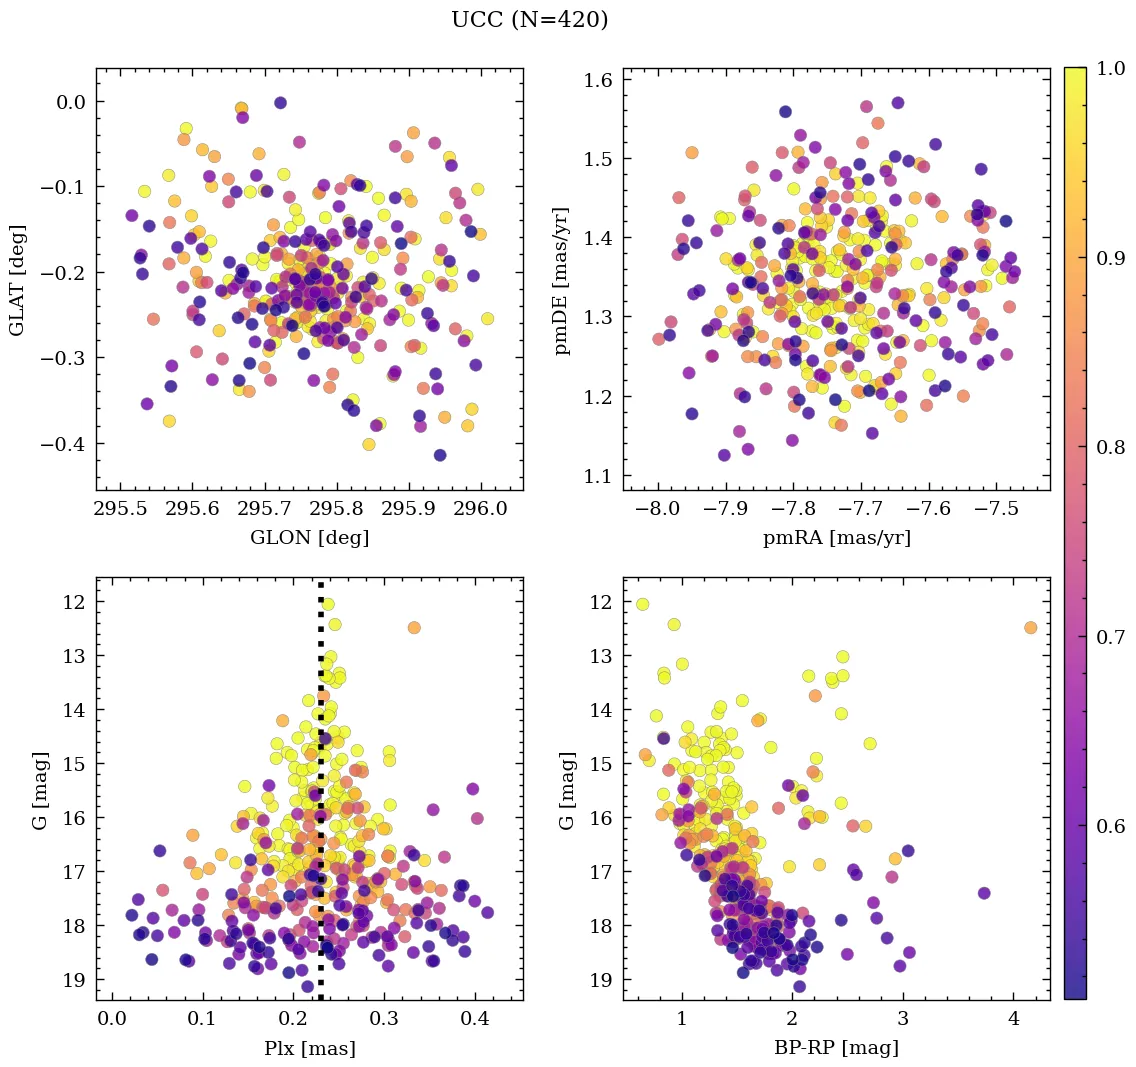 UCC (N=420)
0.0
−0.1
−0.2
−0.3
−0.4
GLAT [deg]
295.5 295.6 295.7 295.8 295.9 296.0
GLON [deg]
1.6
1.5
1.4
1.3
1.2
1.1
pmDE [mas/yr]
−8.0 −7.9 −7.8 −7.7 −7.6 −7.5
pmRA [mas/yr]
12
13
14
15
16
17
18
19
G [mag]
0.0 0.1 0.2 0.3 0.4
Plx [mas]
12
13
14
15
16
17
18
19
G [mag]
1 2 3 4
BP-RP [mag]
1.0
0.9
0.8
0.7
0.6